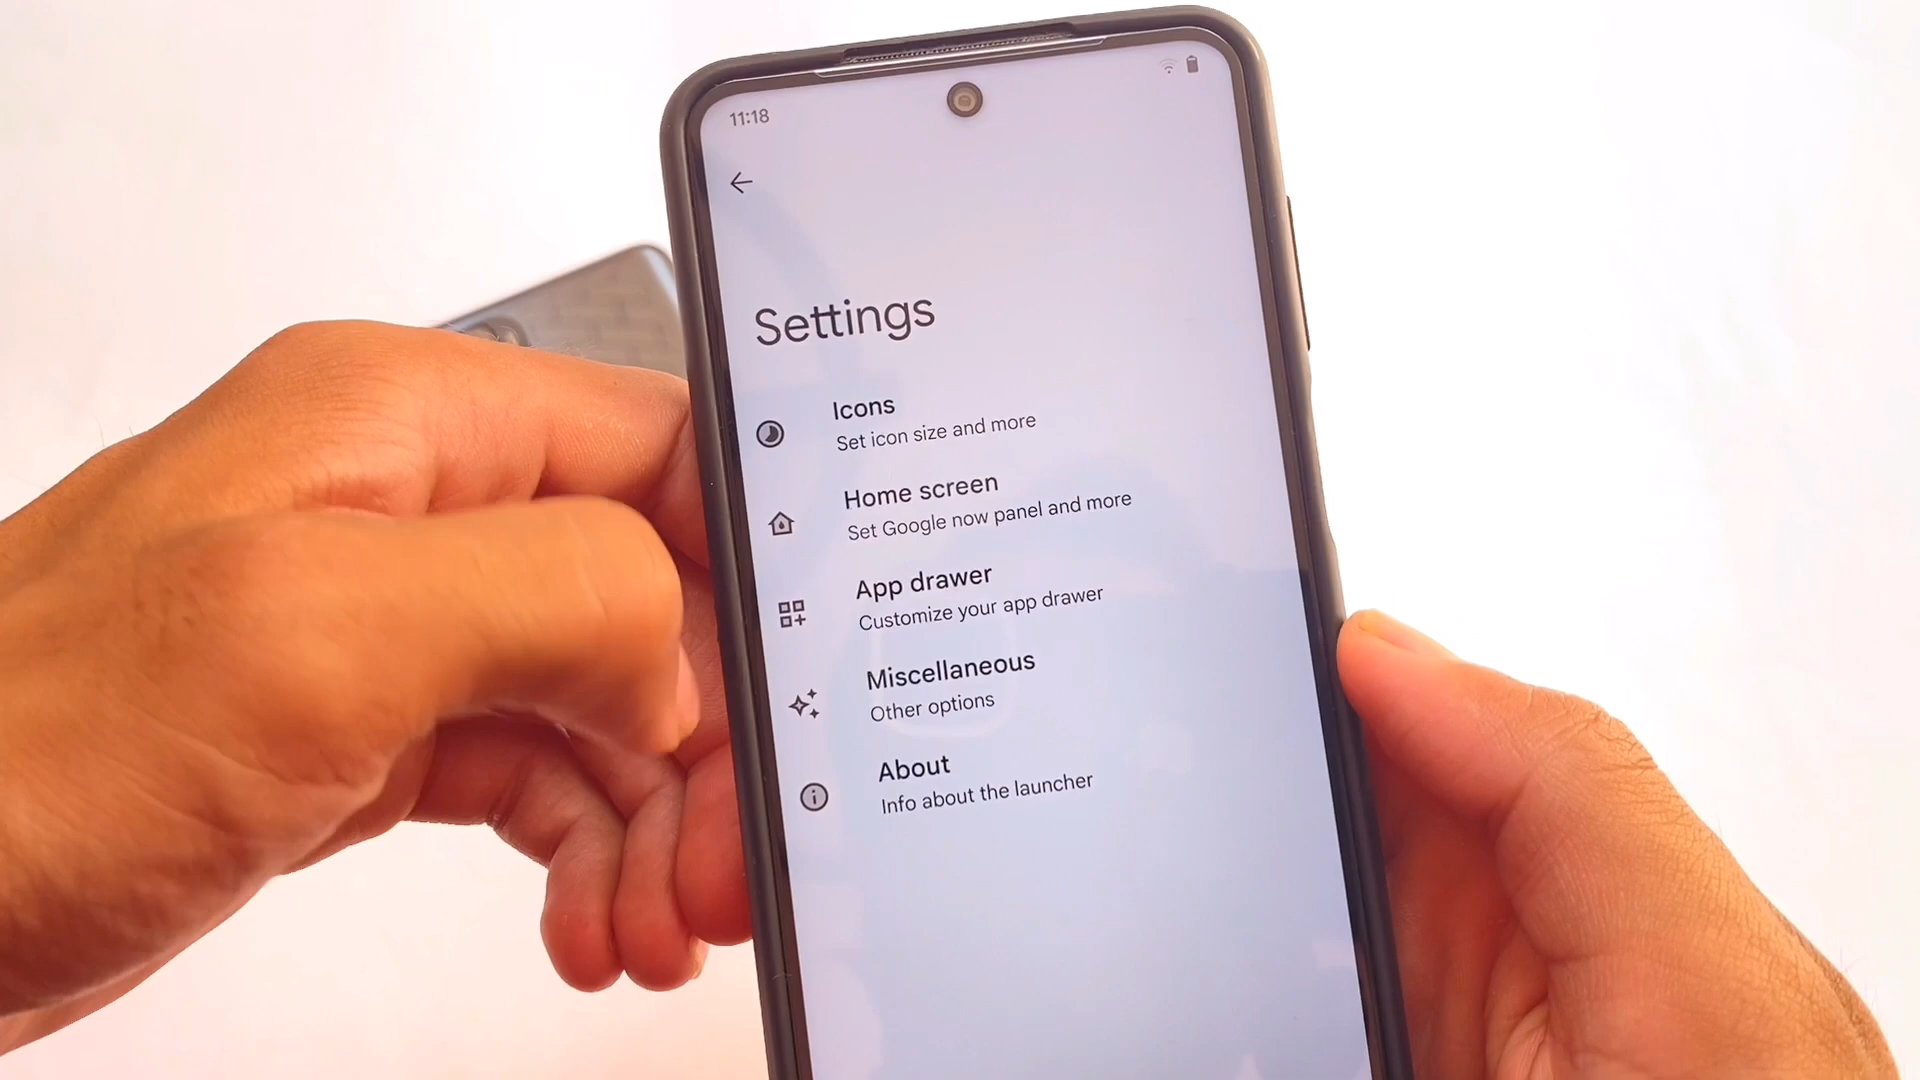 11:18
Settings
Icons
Set icon size and more
Home screen
Set Google now panel and more
App drawer
Customize your app drawer
Miscellaneous
Other options
About
Info about the launcher